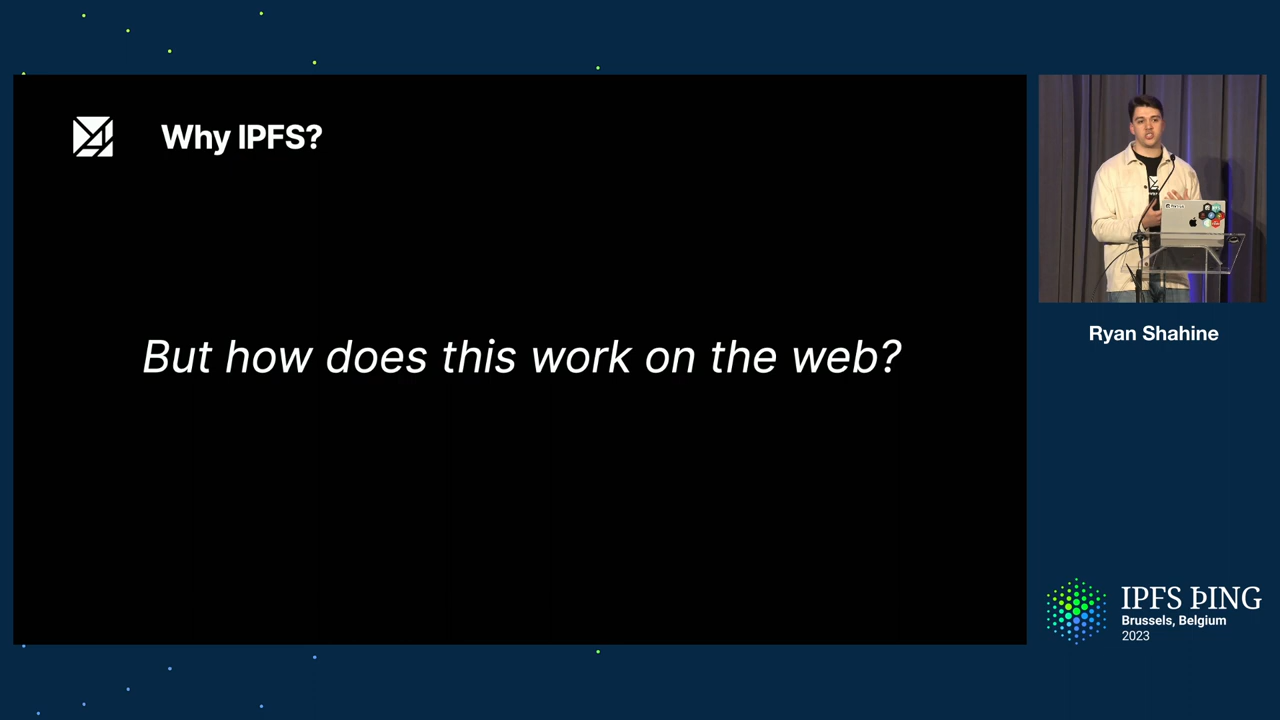 Why IPFS?
But how does this work on the web?
Ryan Shahine
IPFS ÞING
Brussels, Belgium
2023